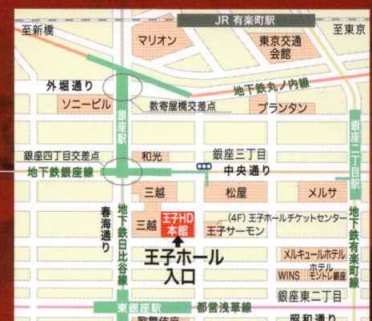 JR 有楽町駅
至新橋
至東京
マリオン
東京交通
会館
地下鉄丸ノ内線
外堀通り
ソニービル
数寄屋橋交差点
プランタン
銀座駅
銀座二丁目駅
銀座四丁目交差点
和光
銀座三丁目
地下鉄銀座線
中央通り
三越
松屋
メルサ
春海通り
地下鉄日比谷線
三越
王子HD
本館
(4F) 王子ホールチケットセンター
王子サーモン
地下鉄有楽町線
王子ホール
入口
メルキュールホテル
WINS
ホテル
モントレ銀座
銀座東二丁目
東銀座駅
都営浅草線
歌舞伎座
昭和通り